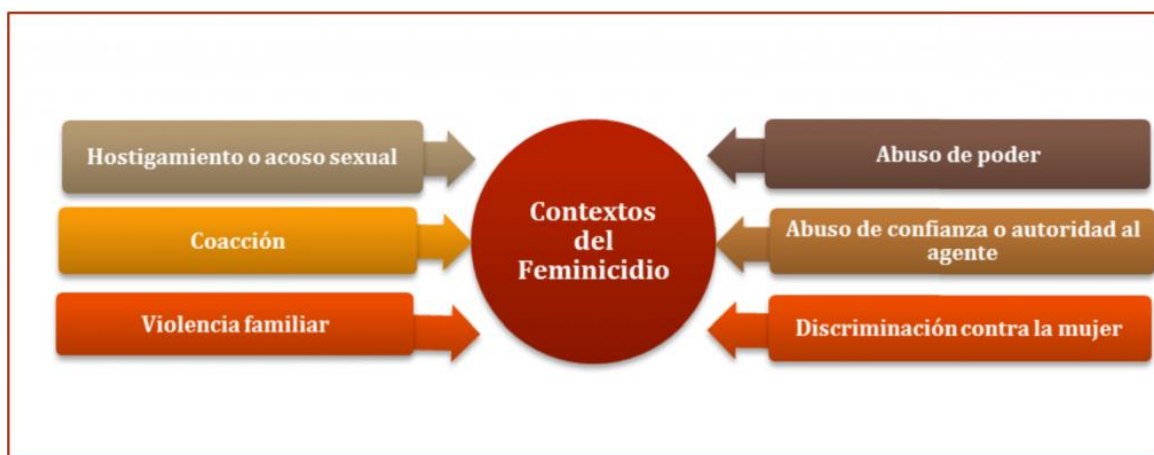 Hostigamiento o acoso sexual
Coacción
Violencia familiar
Contextos
del
Feminicidio
Abuso de poder
Abuso de confianza o autoridad al
agente
Discriminación contra la mujer